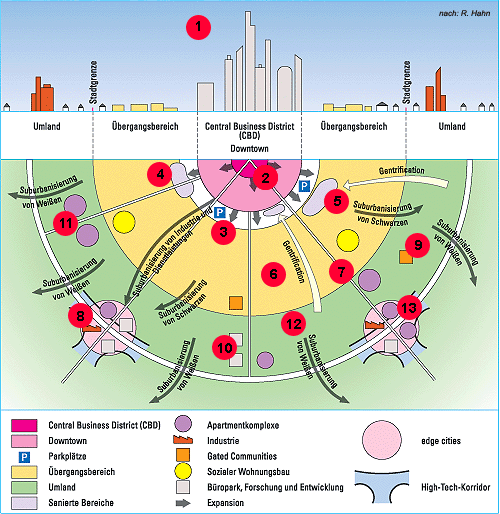 nach: R. Hahn
1
Stadtgrenze
Stadtgrenze
Umland
Übergangsbereich
Central Business District
(CBD)
Downtown
Übergangsbereich
Umland
2
3
4
5
6
7
8
9
10
11
12
13
P
P
Gentrification
Gentrification
Suburbanisierung
von Weißen
Suburbanisierung von Industrie und
Dienstleistungen
Suburbanisierung
von Schwarzen
Suburbanisierung
von Weißen
Suburbanisierung
von Weißen
Suburbanisierung
von Schwarzen
Suburbanisierung
von Weißen
Suburbanisierung
von Weißen
Central Business District (CBD)
Downtown
P Parkplätze
Übergangsbereich
Umland
Sanierte Bereiche
Apartmentkomplexe
Industrie
Gated Communities
Sozialer Wohnungsbau
Büropark, Forschung und Entwicklung
Expansion
edge cities
High-Tech-Korridor